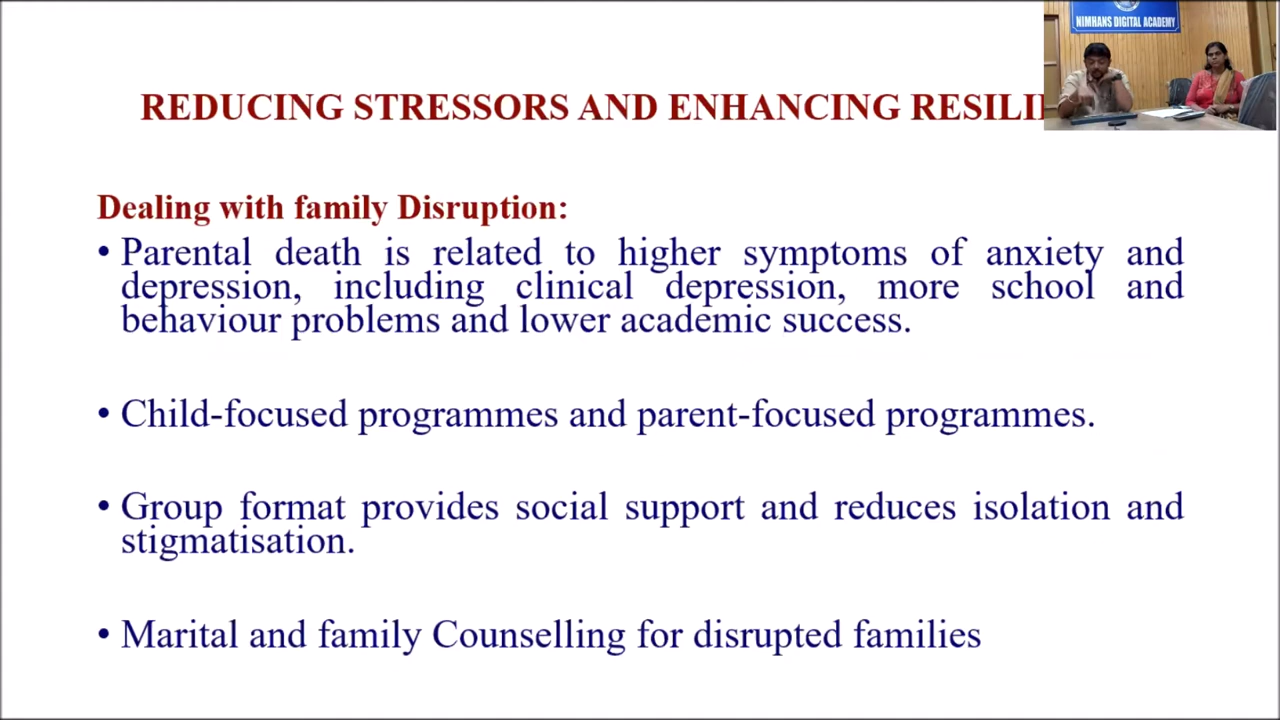 NIMHANS DIGITAL ACADEMY
REDUCING STRESSORS AND ENHANCING
Dealing with family Disruption:
• Parental death is related to higher symptoms of anxiety and
depression, including clinical depression, more school and
behaviour problems and lower academic success.
• Child-focused programmes and parent-focused programmes.
• Group format provides social support and reduces isolation and
stigmatisation.
• Marital and family Counselling for disrupted families